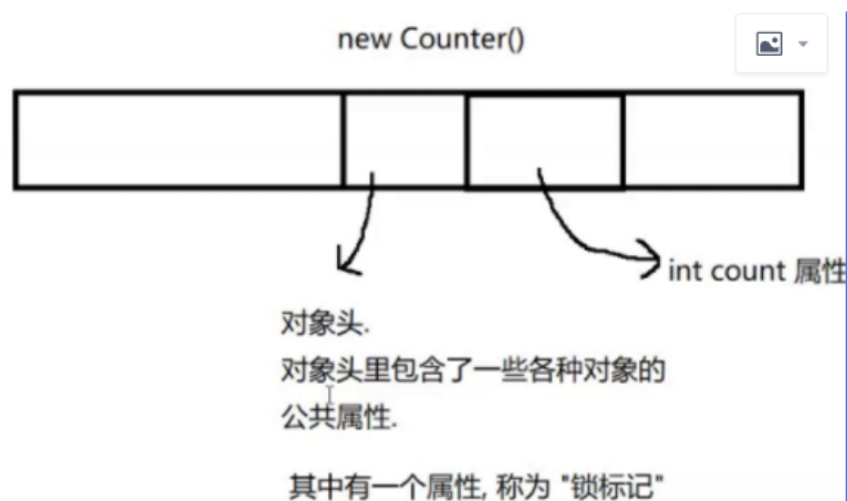 new Counter()
int count 属性
对象头.
对象头里包含了一些各种对象的
公共属性.
其中有一个属性, 称为 "锁标记"